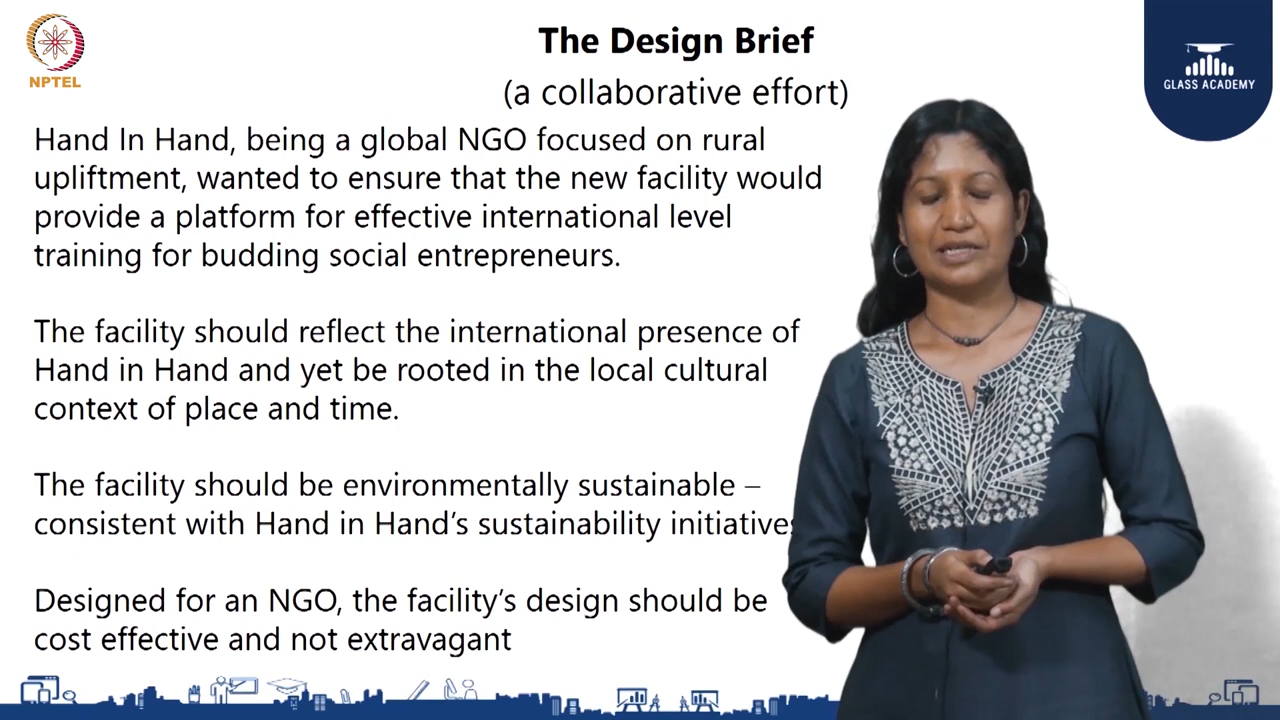 The Design Brief
(a collaborative effort)
NPTEL
GLASS ACADEMY
Hand In Hand, being a global NGO focused on rural
upliftment, wanted to ensure that the new facility would
provide a platform for effective international level
training for budding social entrepreneurs.
The facility should reflect the international presence of
Hand in Hand and yet be rooted in the local cultural
context of place and time.
The facility should be environmentally sustainable –
consistent with Hand in Hand’s sustainability initiatives
Designed for an NGO, the facility’s design should be
cost effective and not extravagant